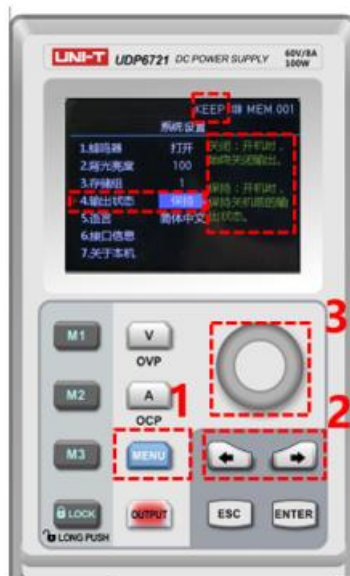 UNI-T UDP6721 DC POWER SUPPLY 60V/8A
100W
KEEP MEM 001
系统设置
1.蜂鸣器 打开
2.背光亮度 100
3.存储组 1
4.输出状态 保持
5.语言 简体中文
6.接口信息
7.关于本机
关闭：开机时，
始终关闭输出。
保持：开机时，
保持关机前的输
出状态。
M1
V
OVP
3
M2
A
1
OCP
2
M3
MENU
LOCK
OUTPUT
ESC
ENTER
LONG PUSH